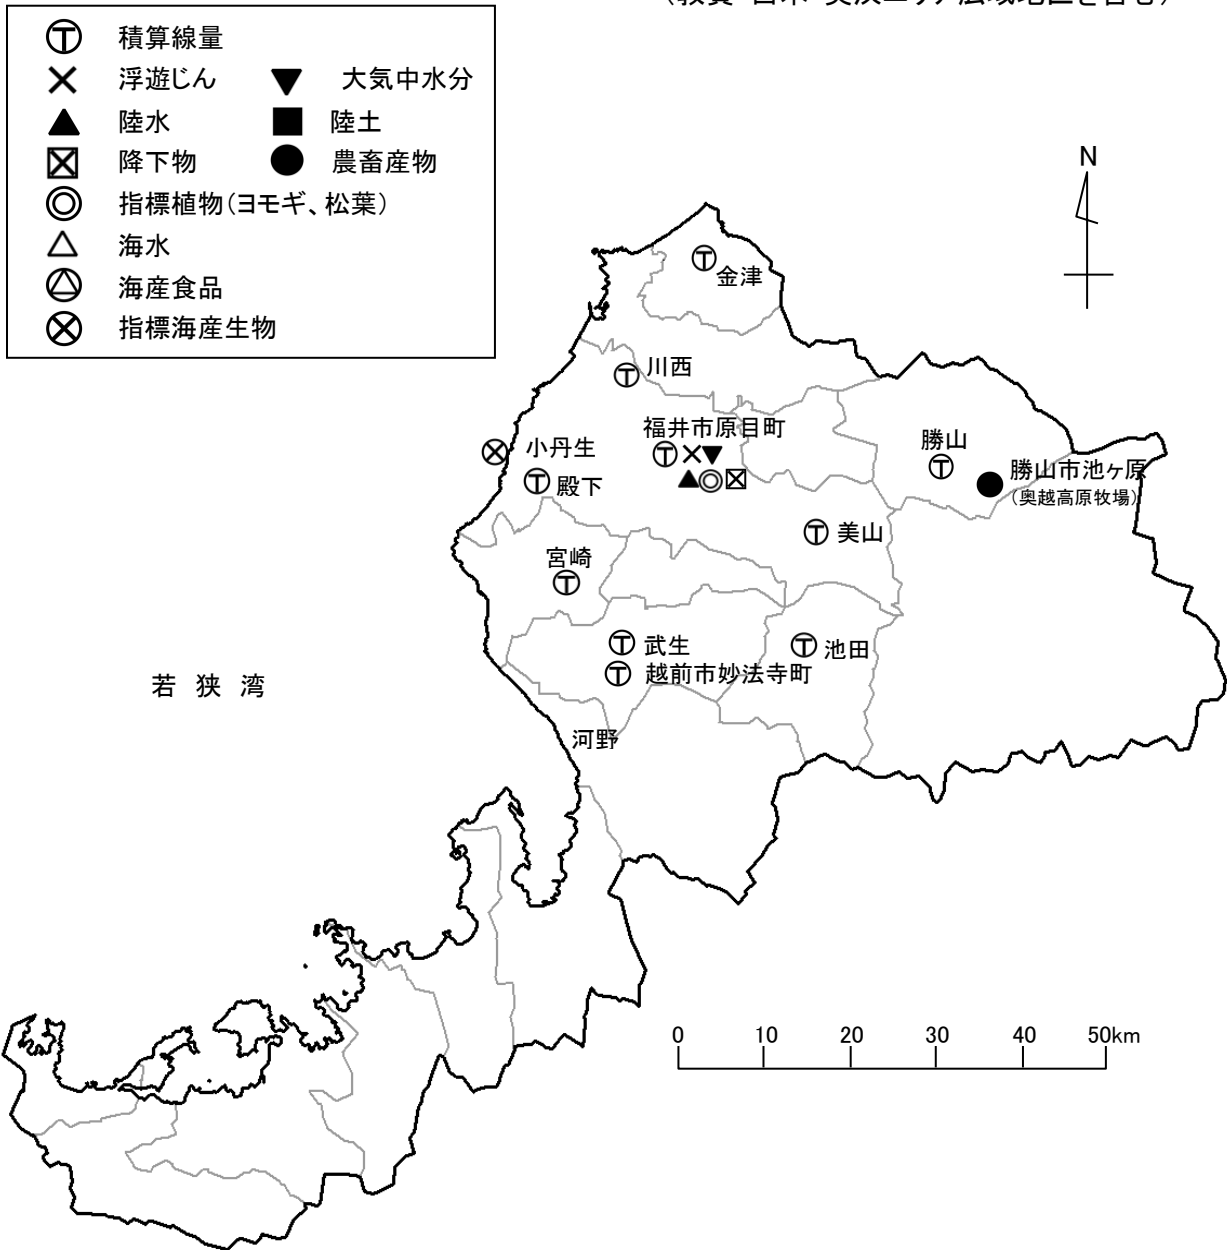 積算線量
浮遊じん 大気中水分
陸水 陸土
降下物 農畜産物
指標植物(ヨモギ、松葉)
海水
海産食品
指標海産生物
N
金津
川西
福井市原目町
小丹生
殿下
勝山
勝山市池ヶ原
(奥越高原牧場)
美山
宮崎
武生
越前市妙法寺町
池田
若狭湾
河野
0 10 20 30 40 50km